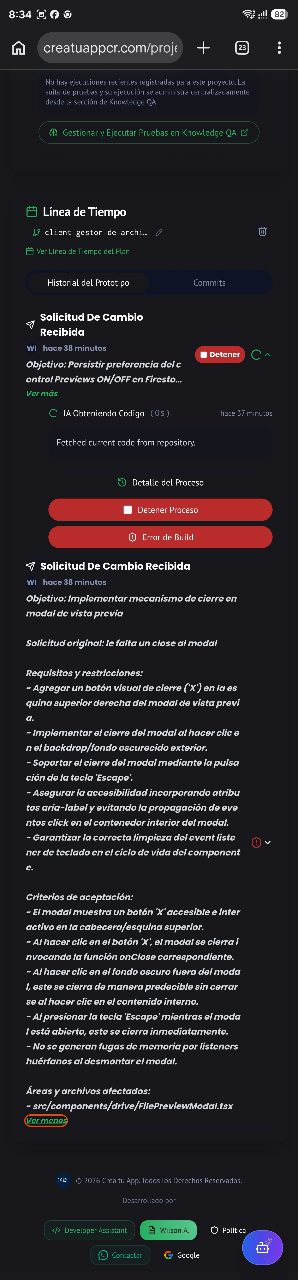 8:34
82
creatuappcr.com/proje
23
No hay ejecuciones recientes registradas para este proyecto. La
suite de pruebas y su ejecución se administra centralizadamente
desde la sección de Knowledge QA.
Gestionar y Ejecutar Pruebas en Knowledge QA
Línea de Tiempo
client-gestor-de-archi…
Ver Línea de Tiempo del Plan
Historial del Prototipo
Commits
Solicitud De Cambio
Recibida
WI hace 38 minutos
Detener
Objetivo: Persistir preferencia del c
ontrol Previews ON/OFF en Firesto...
Ver más
IA Obteniendo Codigo (0s)
hace 37 minutos
Fetched current code from repository.
Detalle del Proceso
Detener Proceso
Error de Build
Solicitud De Cambio Recibida
WI hace 38 minutos
Objetivo: Implementar mecanismo de cierre en
modal de vista previa
Solicitud original: le falta un close al modal
Requisitos y restricciones:
- Agregar un botón visual de cierre ('X') en la es
quina superior derecha del modal de vista previ
a.
- Implementar el cierre del modal al hacer clic e
n el backdrop/fondo oscurecido exterior.
- Soportar el cierre del modal mediante la pulsa
ción de la tecla 'Escape'.
- Asegurar la accesibilidad incorporando atribu
tos aria-label y evitando la propagación de eve
ntos click en el contenedor interior del modal.
- Garantizar la correcta limpieza del event liste
ner de teclado en el ciclo de vida del component
e.
Criterios de aceptación:
- El modal muestra un botón 'X' accesible e inter
activo en la cabecera/esquina superior.
- Al hacer clic en el botón 'X', el modal se cierra i
nvocando la función onClose correspondiente.
- Al hacer clic en el fondo oscuro fuera del moda
l, este se cierra de manera predecible sin cerrar
se al hacer clic en el contenido interno.
- Al presionar la tecla 'Escape' mientras el moda
l está abierto, este se cierra inmediatamente.
- No se generan fugas de memoria por listeners
huérfanos al desmontar el modal.
Áreas y archivos afectados:
- src/components/drive/FilePreviewModal.tsx
Ver menos
© 2026 Crea tu App. Todos los Derechos Reservados.
Desarrollado por
Developer Assistant
Wilson A.
Política
Contactar
Google